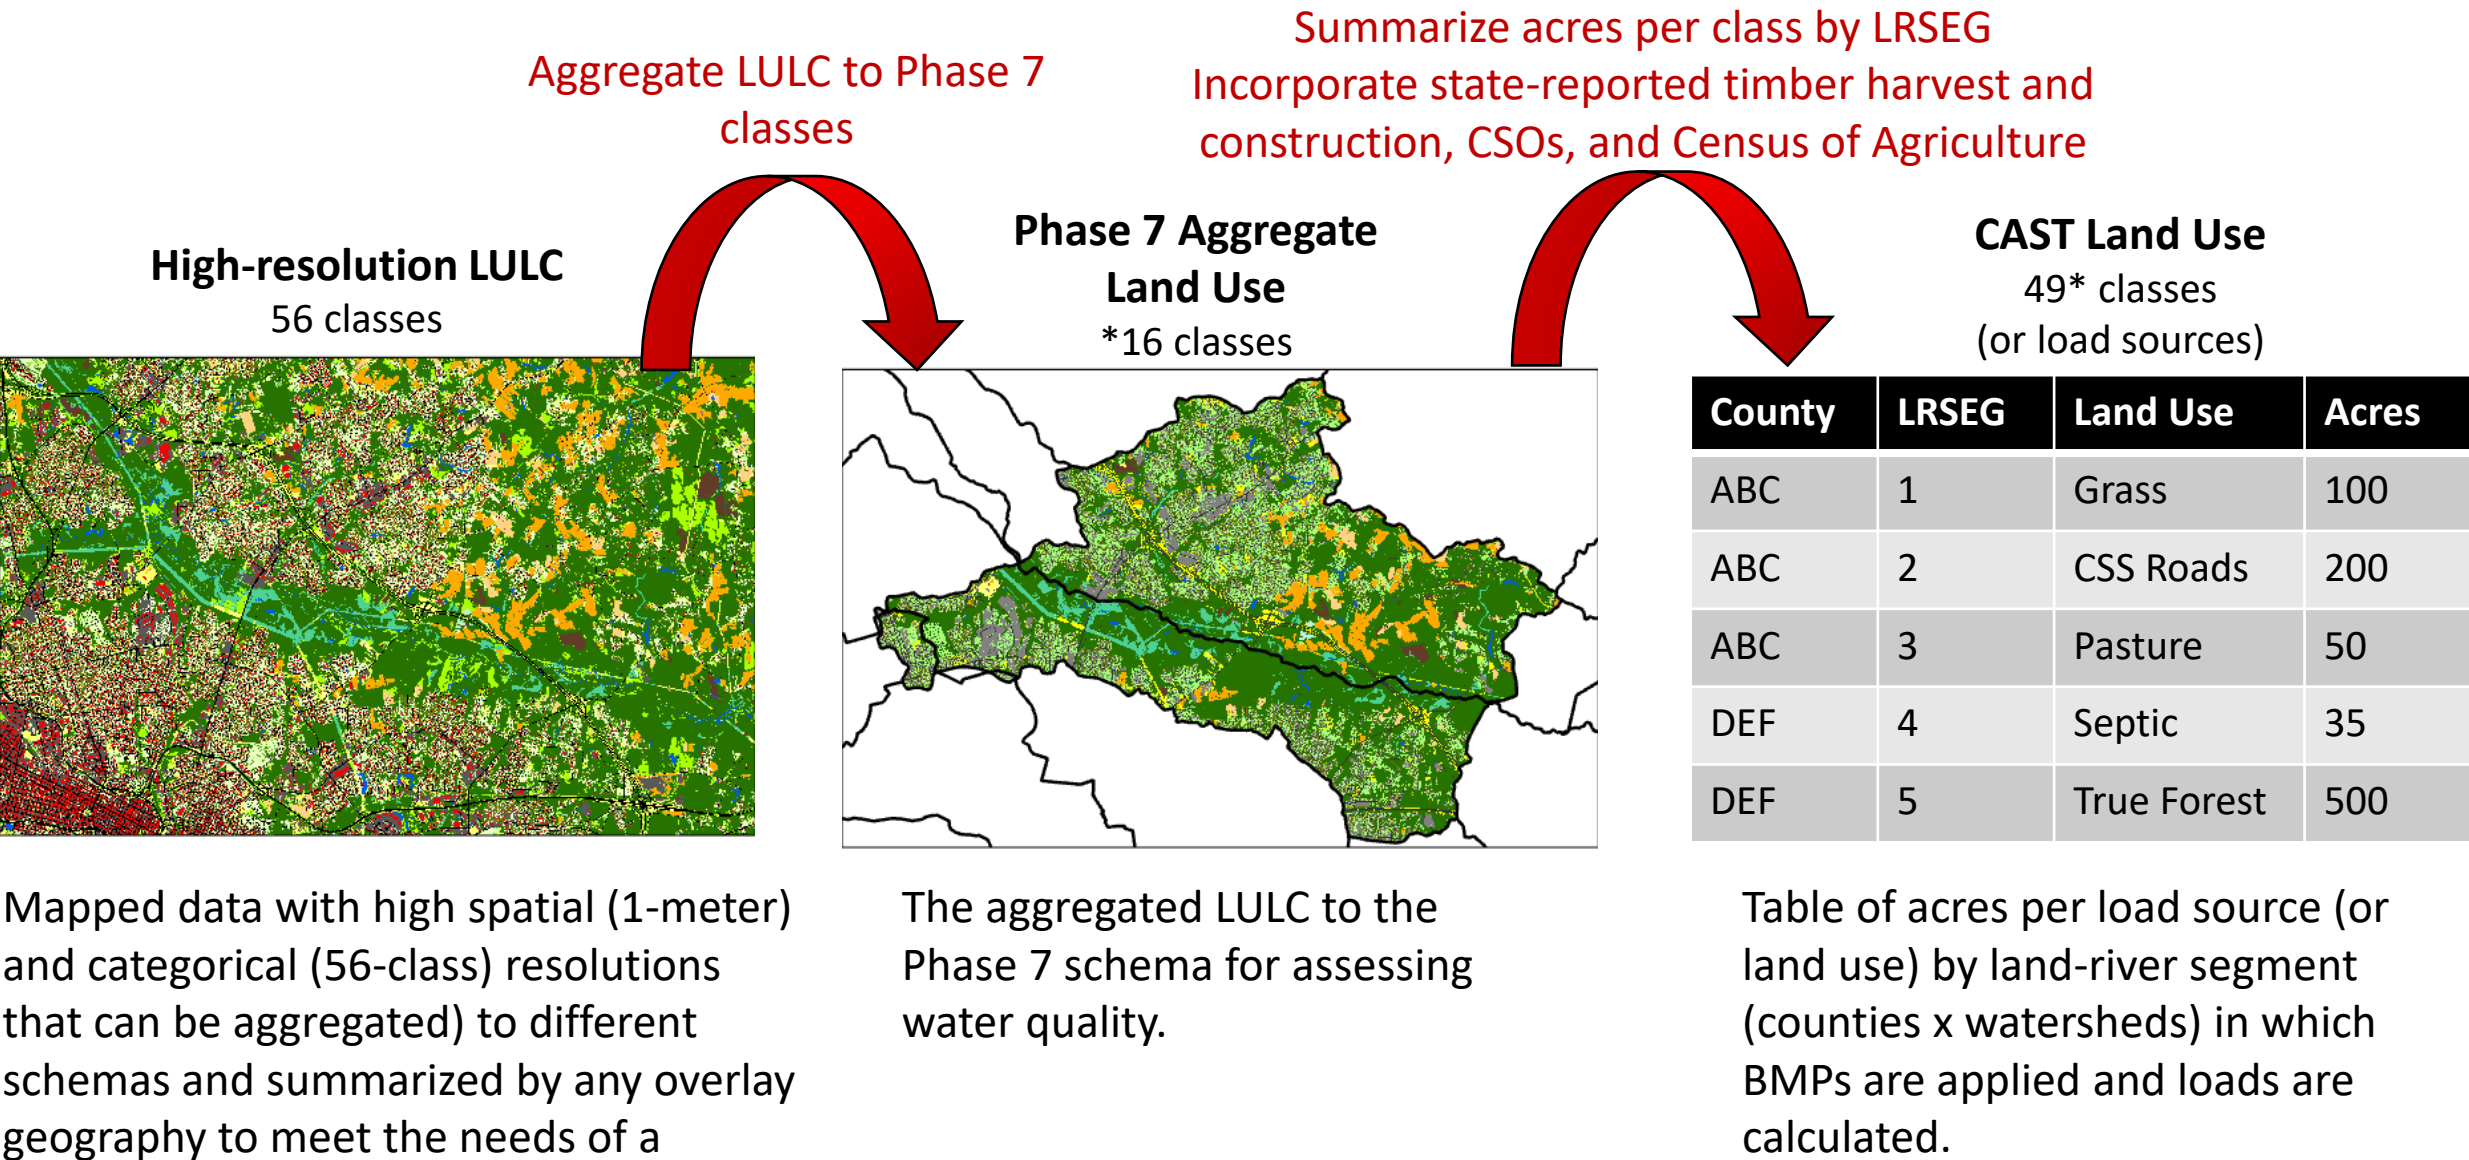 Summarize acres per class by LRSEG
Incorporate state-reported timber harvest and
construction, CSOs, and Census of Agriculture
Aggregate LULC to Phase 7
classes
High-resolution LULC
56 classes
Phase 7 Aggregate
Land Use
*16 classes
CAST Land Use
49* classes
(or load sources)
County LRSEG Land Use Acres
ABC 1 Grass 100
ABC 2 CSS Roads 200
ABC 3 Pasture 50
DEF 4 Septic 35
DEF 5 True Forest 500
Mapped data with high spatial (1-meter)
and categorical (56-class) resolutions
that can be aggregated) to different
schemas and summarized by any overlay
geography to meet the needs of a
The aggregated LULC to the
Phase 7 schema for assessing
water quality.
Table of acres per load source (or
land use) by land-river segment
(counties x watersheds) in which
BMPs are applied and loads are
calculated.